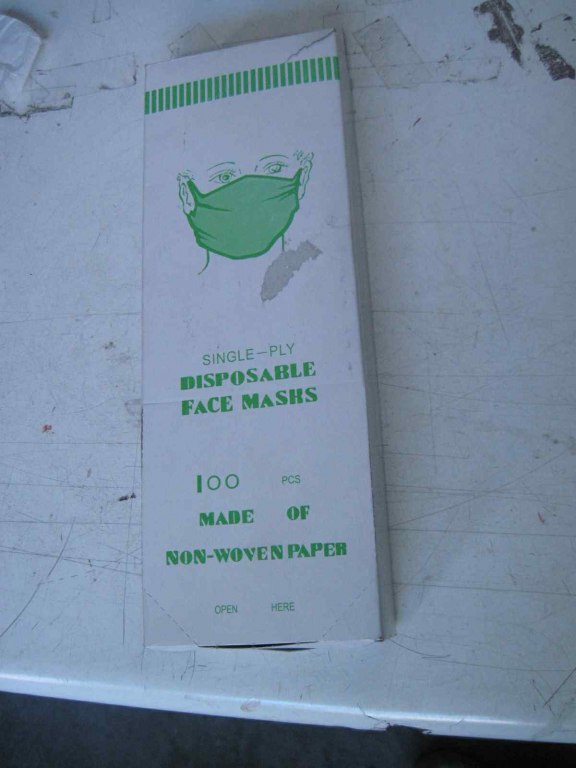 SINGLE—PLY
DISPOSABLE
FACE MASKS
100 PCS
MADE OF
NON-WOVEN PAPER
OPEN HERE